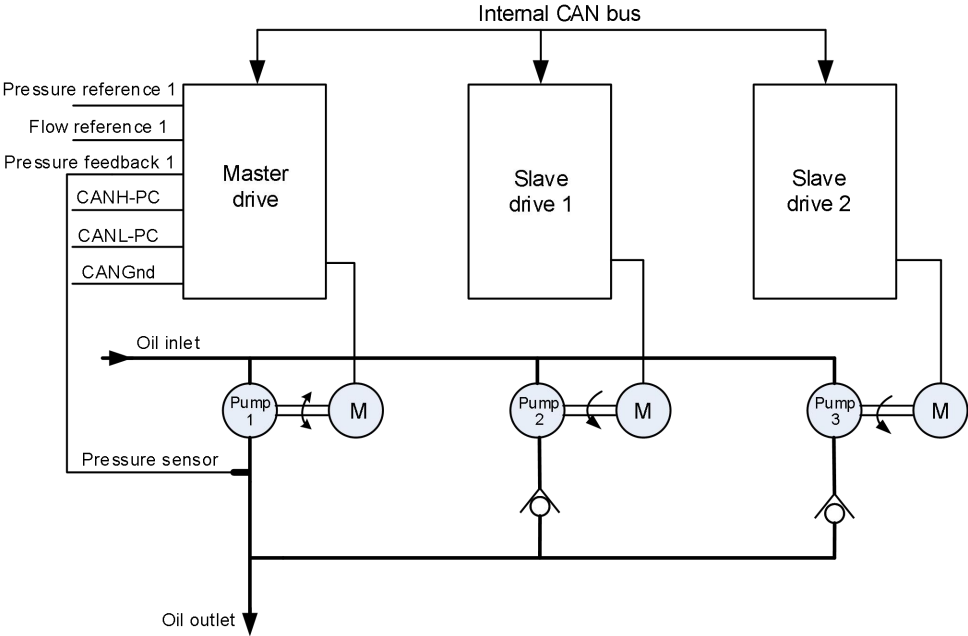 Internal CAN bus
Pressure reference 1
Flow reference 1
Pressure feedback 1
CANH-PC
CANL-PC
CANGnd
Master
drive
Slave
drive 1
Slave
drive 2
Oil inlet
Pump
1
M
Pump
2
M
Pump
3
M
Pressure sensor
Oil outlet